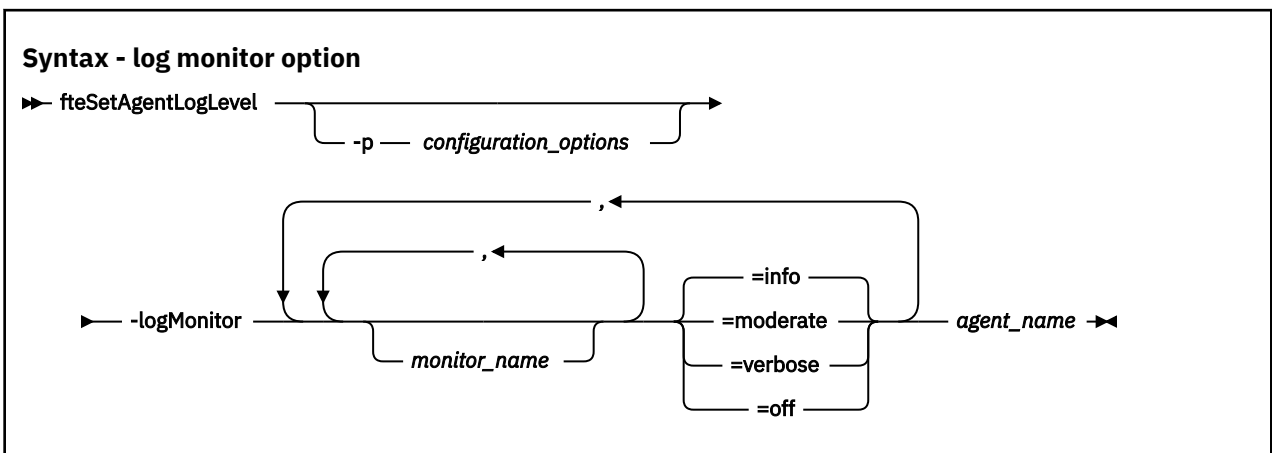 Syntax - log monitor option
fteSetAgentLogLevel
-p configuration_options
,
,
=info
-logMonitor =moderate agent_name
monitor_name =verbose
=off